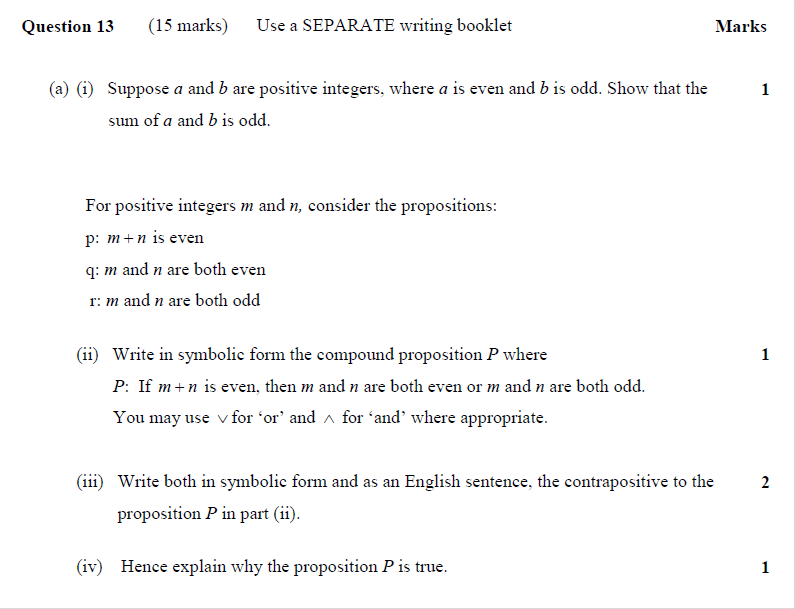 Question 13 (15 marks) Use a SEPARATE writing booklet Marks
(a) (i) Suppose a and b are positive integers, where a is even and b is odd. Show that the 1
sum of a and b is odd.
For positive integers m and n, consider the propositions:
p: m + n is even
q: m and n are both even
r: m and n are both odd
(ii) Write in symbolic form the compound proposition P where 1
P: If m + n is even, then m and n are both even or m and n are both odd.
You may use ∨ for ‘or’ and ∧ for ‘and’ where appropriate.
(iii) Write both in symbolic form and as an English sentence, the contrapositive to the 2
proposition P in part (ii).
(iv) Hence explain why the proposition P is true. 1